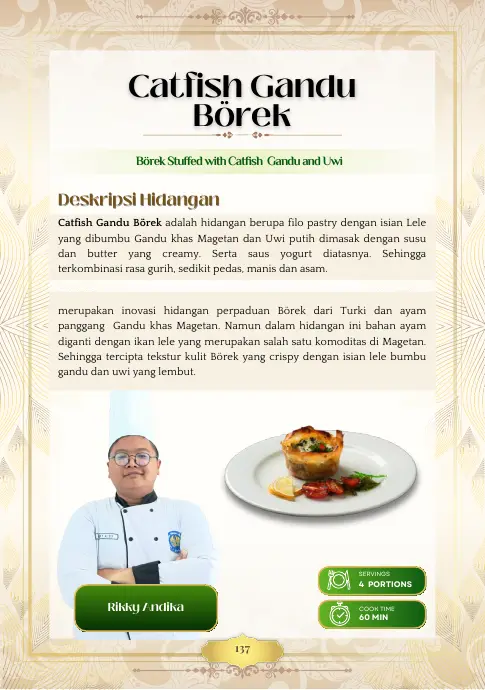 Catfish Gandu
Börek
Börek Stuffed with Catfish Gandu and Uwi
Deskripsi Hidangan
Catfish Gandu Börek adalah hidangan berupa filo pastry dengan isian Lele
yang dibumbu Gandu khas Magetan dan Uwi putih dimasak dengan susu
dan butter yang creamy. Serta saus yogurt diatasnya. Sehingga
terkombinasi rasa gurih, sedikit pedas, manis dan asam.
merupakan inovasi hidangan perpaduan Börek dari Turki dan ayam
panggang Gandu khas Magetan. Namun dalam hidangan ini bahan ayam
diganti dengan ikan lele yang merupakan salah satu komoditas di Magetan.
Sehingga tercipta tekstur kulit Börek yang crispy dengan isian lele bumbu
gandu dan uwi yang lembut.
Rikky Andika
SERVINGS
4 PORTIONS
COOK TIME
60 MIN
137